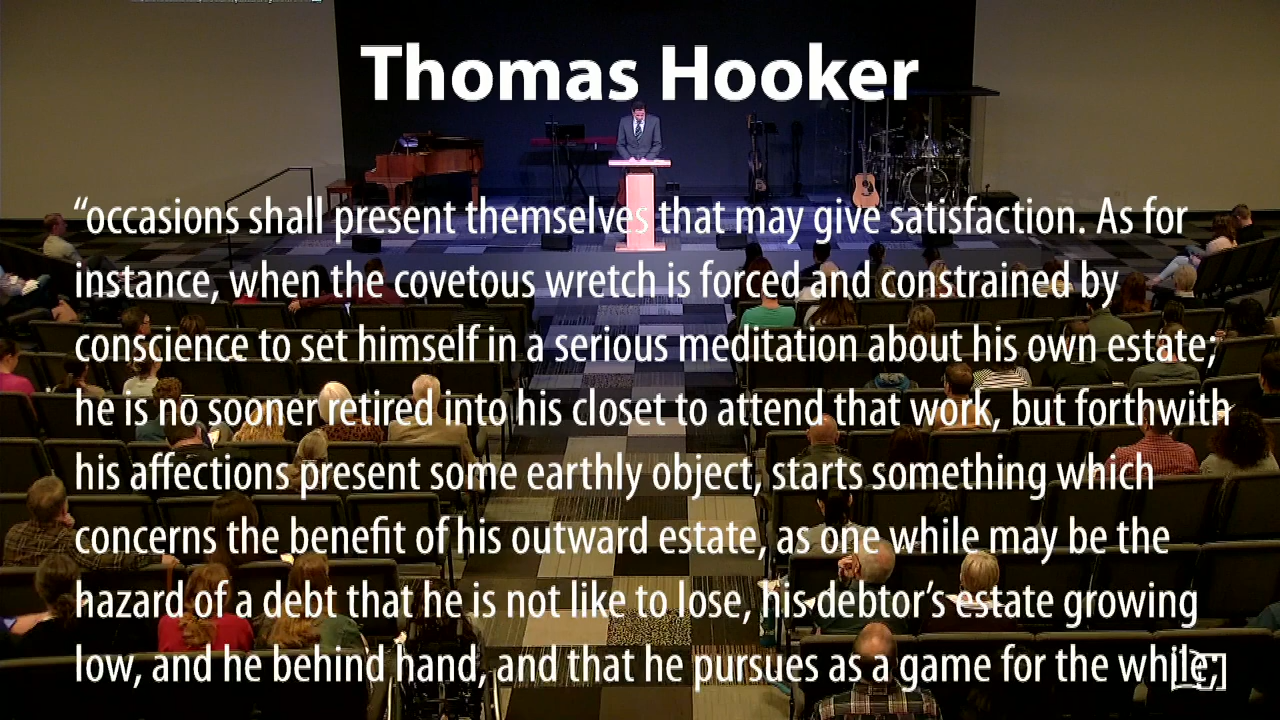 Thomas Hooker
“occasions shall present themselves that may give satisfaction. As for
instance, when the covetous wretch is forced and constrained by
conscience to set himself in a serious meditation about his own estate;
he is no sooner retired into his closet to attend that work, but forthwith
his affections present some earthly object, starts something which
concerns the benefit of his outward estate, as one while may be the
hazard of a debt that he is not like to lose, his debtor’s estate growing
low, and he behind hand, and that he pursues as a game for the while;